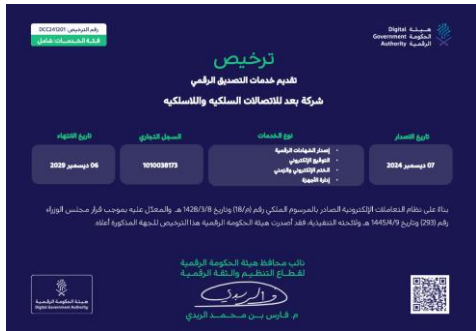 رقم الترخيص: DCC241201
فئة الخدمات: شامل
Digital Government Authority
هيئة الحكومة الرقمية
ترخيص
تقديم خدمات التصديق الرقمي
شركة بعد للاتصالات السلكيه واللاسلكيه
تاريخ الاصدار
نوع الخدمات
السجل التجاري
تاريخ الانتهاء
07 ديسمبر 2024
- إصدار الشهادات الرقمية
- التوقيع الإلكتروني
- الختم الإلكتروني والزمني
- إدارة الأجهزة
1010038173
06 ديسمبر 2029
بناءً على نظام التعاملات الإلكترونية الصادر بالمرسوم الملكي رقم (م/18) وتاريخ 1428/3/8 هـ. والمعدّل عليه بموجب قرار مجلس الوزراء
رقم (293) وتاريخ 1445/4/9 هـ ولائحته التنفيذية، فقد أصدرت هيئة الحكومة الرقمية هذا الترخيص للجهة المذكورة أعلاه.
نائب محافظ هيئة الحكومة الرقمية
لقطاع التنظيم والثقة الرقمية
م. فارس بن محمد الربدي
هيئة الحكومة الرقمية
Digital Government Authority